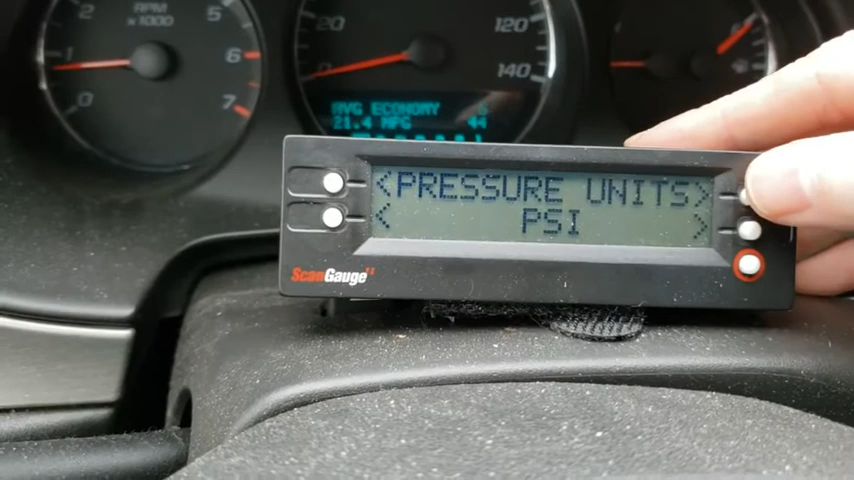 RPM
x1000
0
1
2
5
6
7
20
120
140
AVG ECONOMY
21.4 MPG 44
<PRESSURE UNITS>
< PSI >
ScanGauge